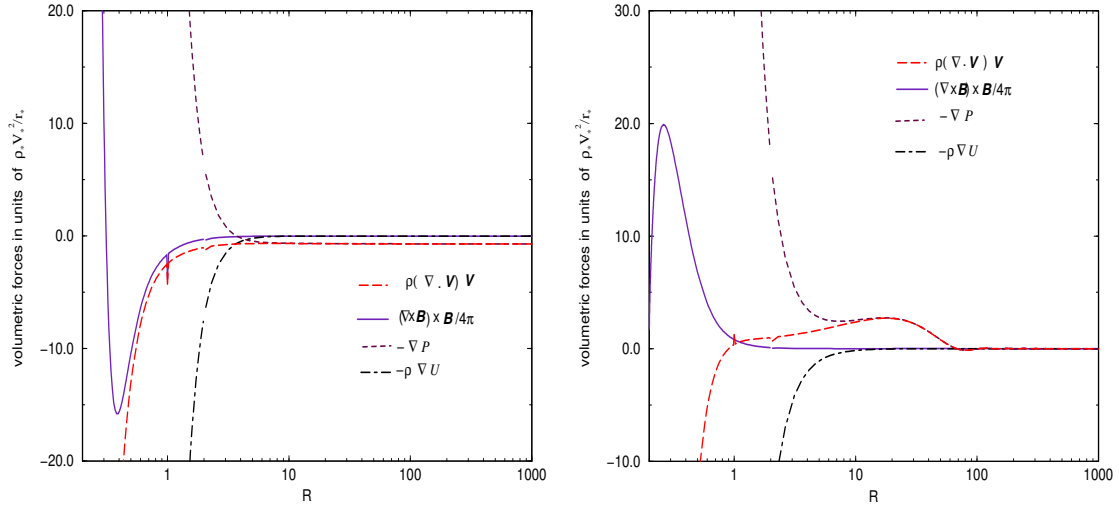 volumetric forces in units of ρ*V*²/r*
20.0
10.0
0.0
−10.0
−20.0
ρ(∇.V)V
(∇×B)×B/4π
−∇P
−ρ∇U
1
10
100
1000
R
volumetric forces in units of ρ*V*²/r*
30.0
20.0
10.0
0.0
−10.0
ρ(∇.V)V
(∇×B)×B/4π
−∇P
−ρ∇U
1
10
100
1000
R